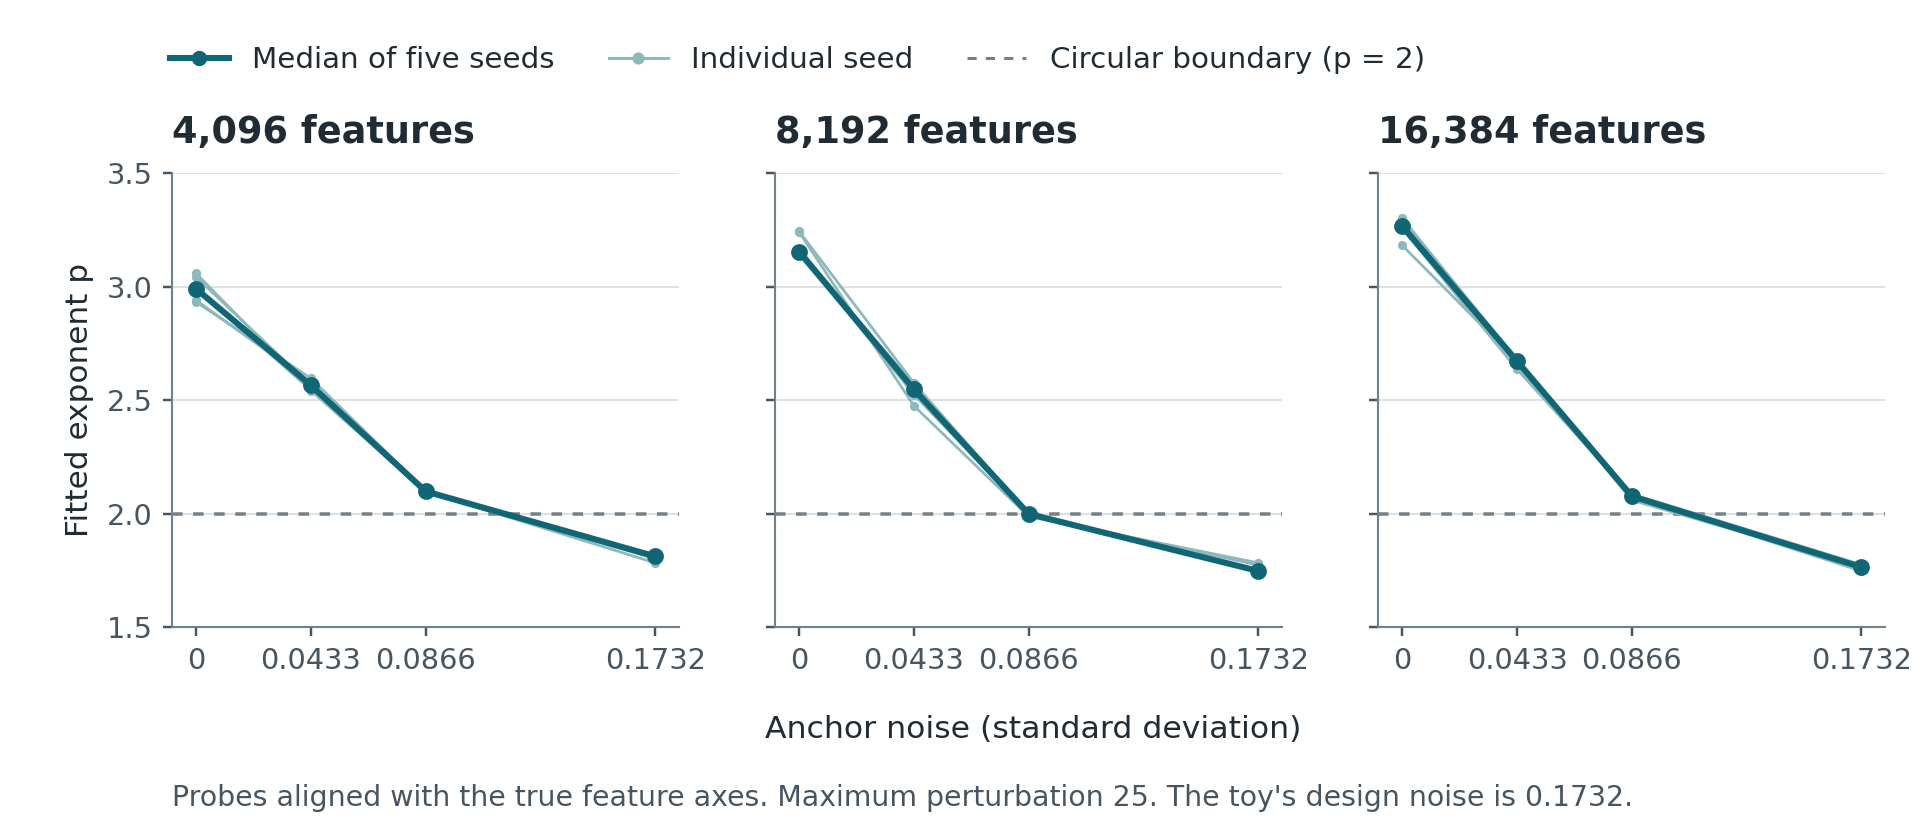 Median of five seeds Individual seed Circular boundary (p = 2)
4,096 features 8,192 features 16,384 features
Fitted exponent p
3.5
3.0
2.5
2.0
1.5
0 0.0433 0.0866 0.1732 0 0.0433 0.0866 0.1732 0 0.0433 0.0866 0.1732
Anchor noise (standard deviation)
Probes aligned with the true feature axes. Maximum perturbation 25. The toy's design noise is 0.1732.